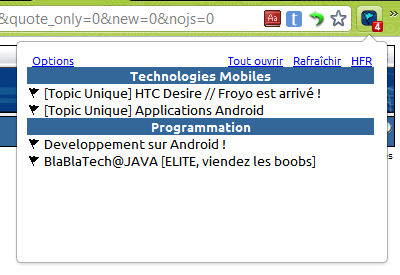 &quote_only=0&new=0&nojs=0
Aa t 4 »
Options Tout ouvrir Rafraîchir HFR
Technologies Mobiles
[Topic Unique] HTC Desire // Froyo est arrivé !
[Topic Unique] Applications Android
Programmation
Developpement sur Android !
BlaBlaTech@JAVA [ELITE, viendez les boobs]